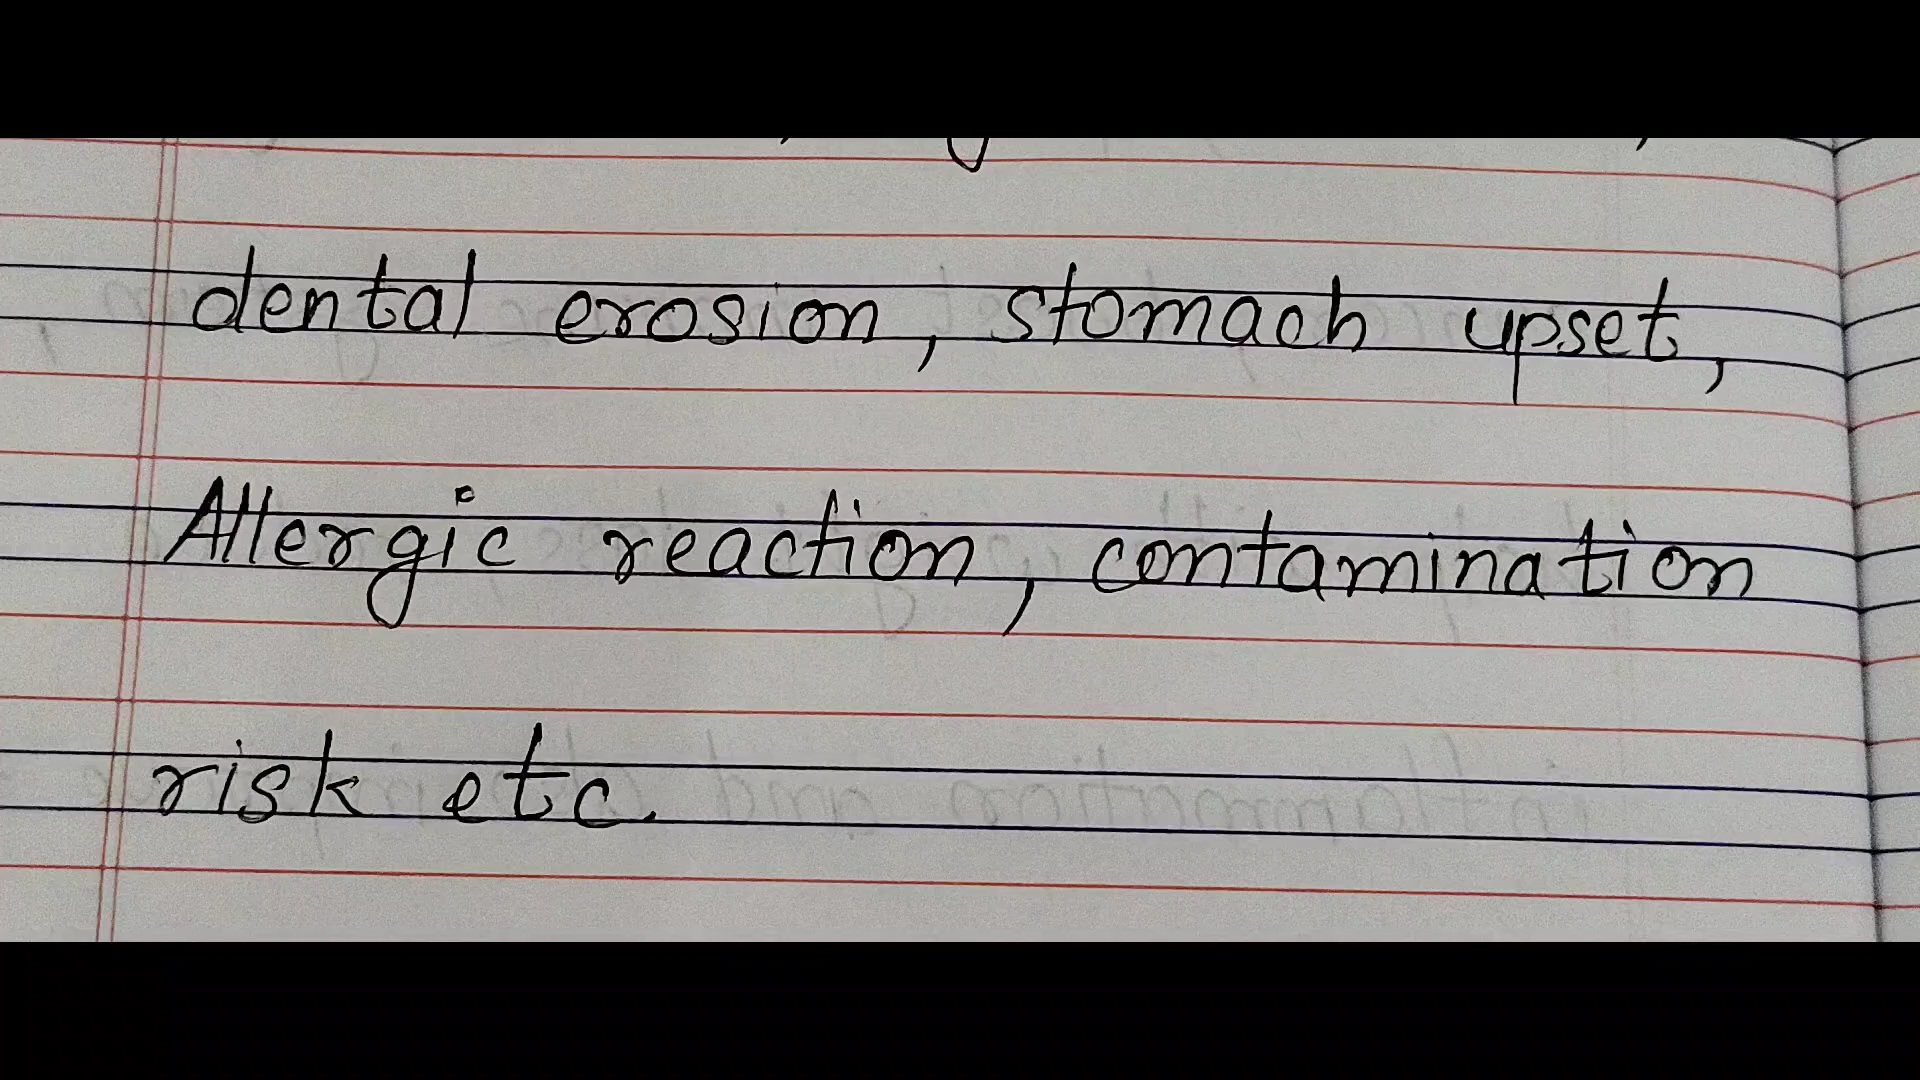 dental erosion, stomach upset,
Allergic reaction, contamination
risk etc.